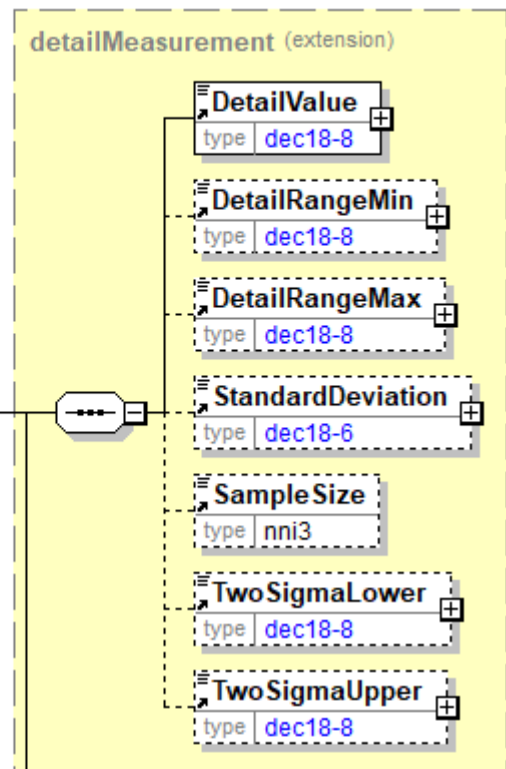 detailMeasurement (extension)
DetailValue
type dec18-8
DetailRangeMin
type dec18-8
DetailRangeMax
type dec18-8
StandardDeviation
type dec18-6
SampleSize
type nni3
TwoSigmaLower
type dec18-8
TwoSigmaUpper
type dec18-8